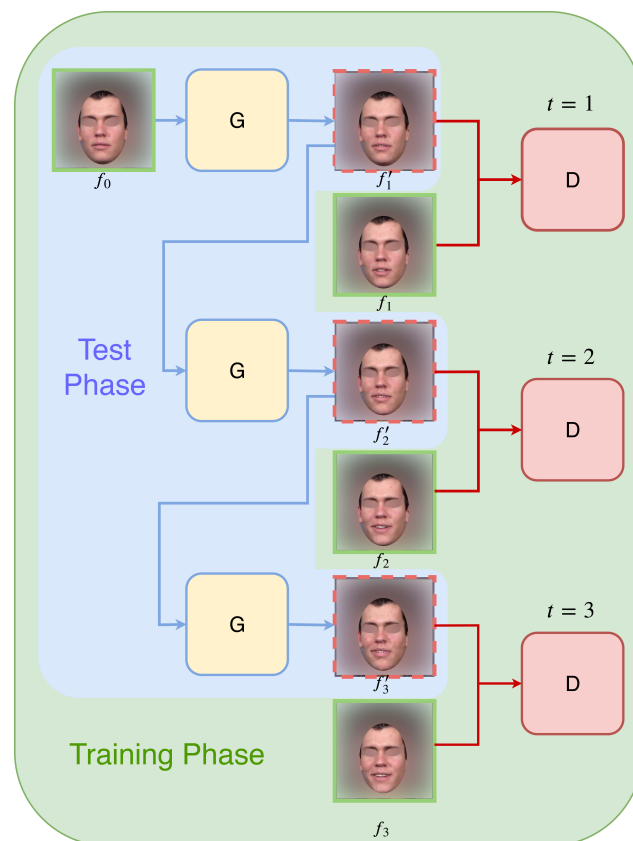 t = 1
G
D
f₀
f′₁
f₁
Test
Phase
t = 2
G
D
f′₂
f₂
t = 3
G
D
f′₃
Training Phase
f₃